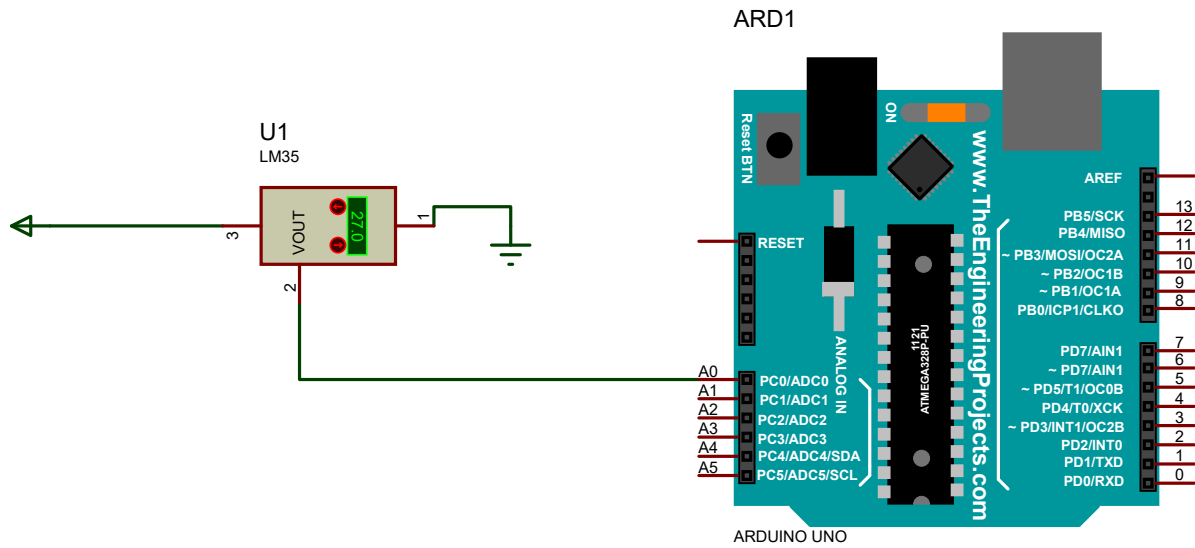 ARD1
U1
LM35
3
VOUT
27.0
1
2
Reset BTN
ON
www.TheEngineeringProjects.com
RESET
AREF
PB5/SCK 13
PB4/MISO 12
~ PB3/MOSI/OC2A 11
~ PB2/OC1B 10
~ PB1/OC1A 9
PB0/ICP1/CLKO 8
1121
ATMEGA328P-PU
ANALOG IN
A0 PC0/ADC0
A1 PC1/ADC1
A2 PC2/ADC2
A3 PC3/ADC3
A4 PC4/ADC4/SDA
A5 PC5/ADC5/SCL
PD7/AIN1 7
~ PD7/AIN1 6
~ PD5/T1/OC0B 5
PD4/T0/XCK 4
~ PD3/INT1/OC2B 3
PD2/INT0 2
PD1/TXD 1
PD0/RXD 0
ARDUINO UNO